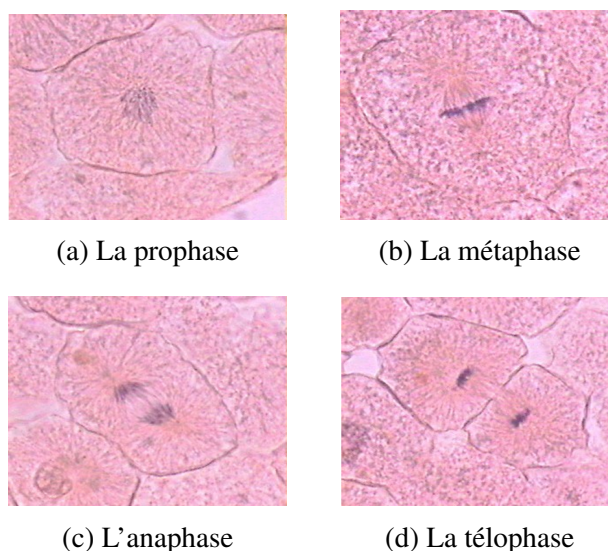 (a) La prophase
(b) La métaphase
(c) L'anaphase
(d) La télophase